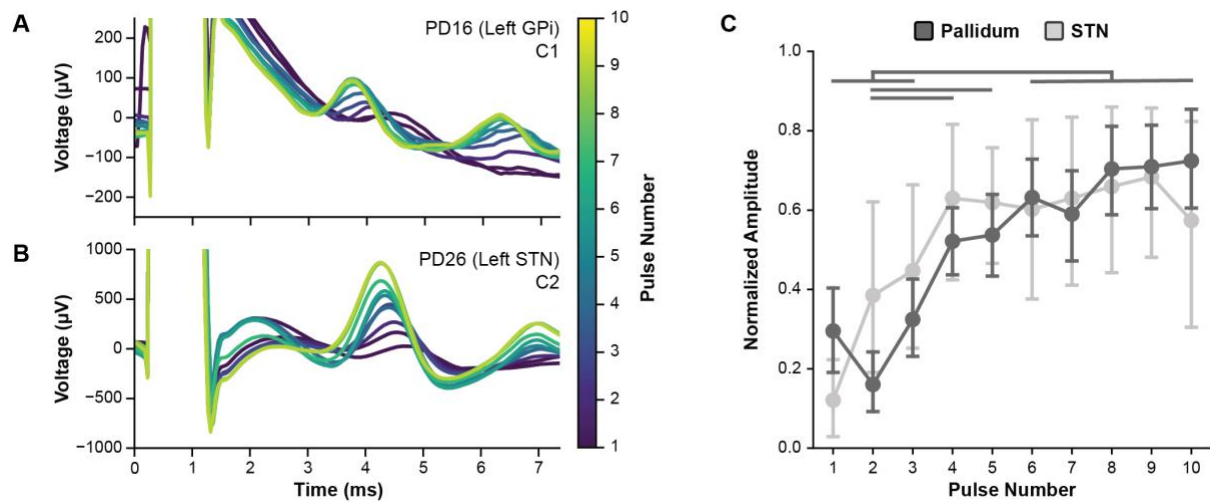 A
PD16 (Left GPi)
C1
Voltage (µV)
200
100
0
−100
−200
B
PD26 (Left STN)
C2
Voltage (µV)
1000
500
0
−500
−1000
0 1 2 3 4 5 6 7
Time (ms)
10
9
8
7
6
5
4
3
2
1
Pulse Number
C
Pallidum STN
Normalized Amplitude
1.0
0.8
0.6
0.4
0.2
0.0
1 2 3 4 5 6 7 8 9 10
Pulse Number